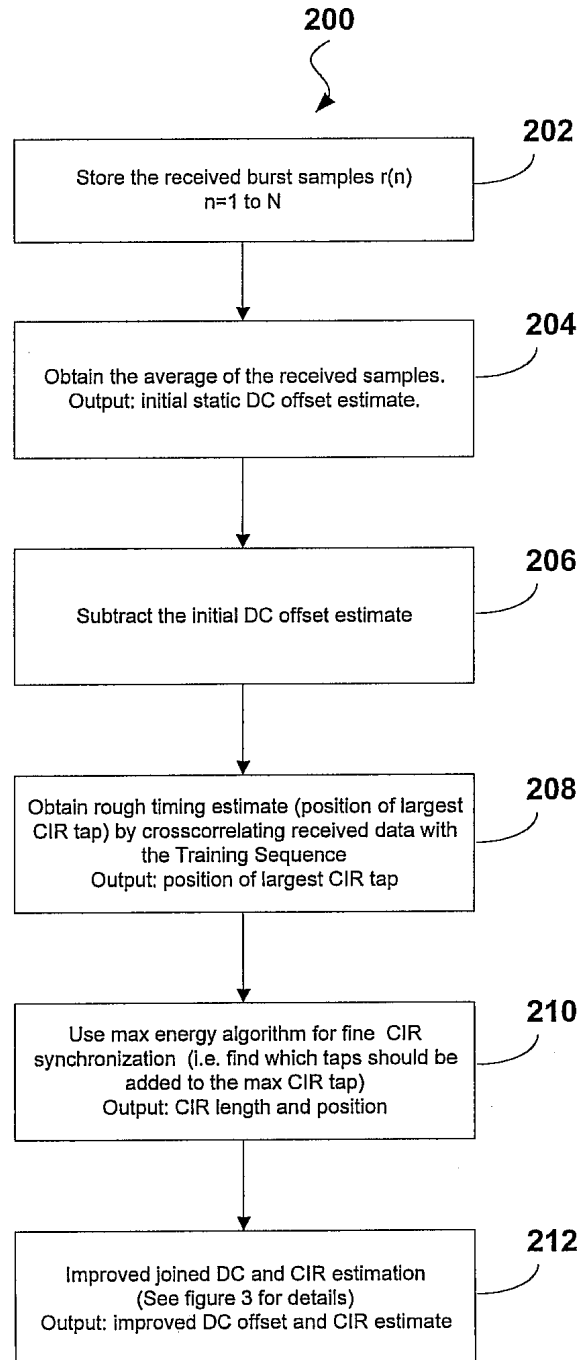 200
202
Store the received burst samples r(n)
n=1 to N
204
Obtain the average of the received samples.
Output: initial static DC offset estimate.
206
Subtract the initial DC offset estimate
208
Obtain rough timing estimate (position of largest
CIR tap) by crosscorrelating received data with
the Training Sequence
Output: position of largest CIR tap
210
Use max energy algorithm for fine CIR
synchronization (i.e. find which taps should be
added to the max CIR tap)
Output: CIR length and position
212
Improved joined DC and CIR estimation
(See figure 3 for details)
Output: improved DC offset and CIR estimate